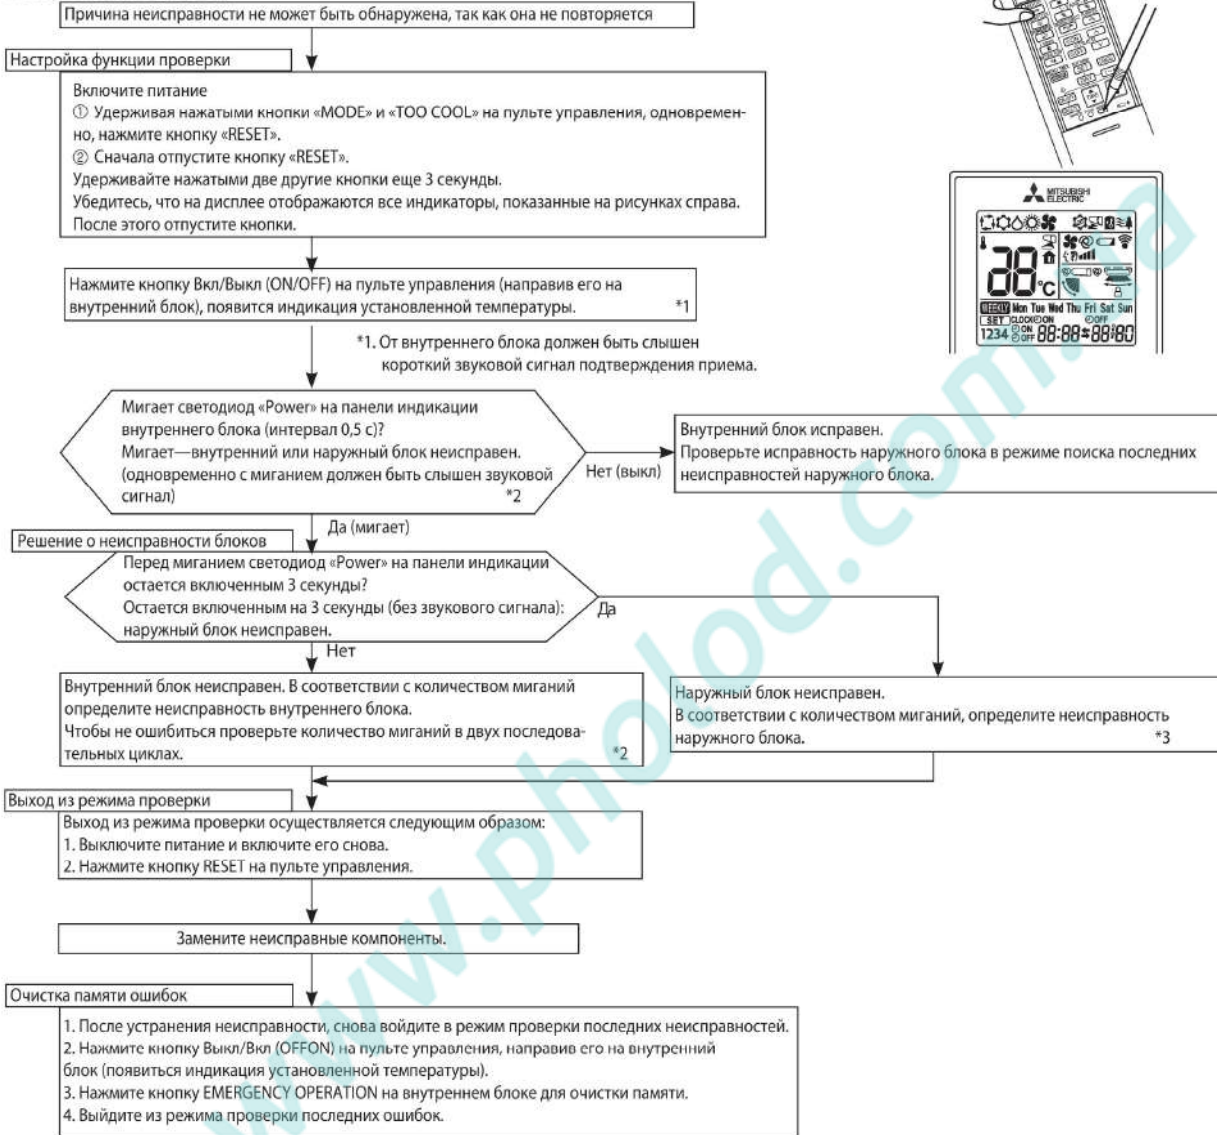 Причина неисправности не может быть обнаружена, так как она не повторяется
Настройка функции проверки
Включите питание
① Удерживая нажатыми кнопки «MODE» и «TOO COOL» на пульте управления, одновремен-
но, нажмите кнопку «RESET».
② Сначала отпустите кнопку «RESET».
Удерживайте нажатыми две другие кнопки еще 3 секунды.
Убедитесь, что на дисплее отображаются все индикаторы, показанные на рисунках справа.
После этого отпустите кнопки.
MITSUBISHI
ELECTRIC
88°C
WEEKLY Mon Tue Wed Thu Fri Sat Sun
SET CLOCK ON OFF
1234 ON OFF 88:88 88:80
Нажмите кнопку Вкл/Выкл (ON/OFF) на пульте управления (направив его на
внутренний блок), появится индикация установленной температуры. *1
*1. От внутреннего блока должен быть слышен
короткий звуковой сигнал подтверждения приема.
Мигает светодиод «Power» на панели индикации
внутреннего блока (интервал 0,5 с)?
Мигает—внутренний или наружный блок неисправен.
(одновременно с миганием должен быть слышен звуковой
сигнал) *2
Нет (выкл)
Внутренний блок исправен.
Проверьте исправность наружного блока в режиме поиска последних
неисправностей наружного блока.
Да (мигает)
Решение о неисправности блоков
Перед миганием светодиод «Power» на панели индикации
остается включенным 3 секунды?
Остается включенным на 3 секунды (без звукового сигнала):
наружный блок неисправен.
Да
Нет
Внутренний блок неисправен. В соответствии с количеством миганий
определите неисправность внутреннего блока.
Чтобы не ошибиться проверьте количество миганий в двух последова-
тельных циклах. *2
Наружный блок неисправен.
В соответствии с количеством миганий, определите неисправность
наружного блока. *3
Выход из режима проверки
Выход из режима проверки осуществляется следующим образом:
1. Выключите питание и включите его снова.
2. Нажмите кнопку RESET на пульте управления.
Замените неисправные компоненты.
Очистка памяти ошибок
1. После устранения неисправности, снова войдите в режим проверки последних неисправностей.
2. Нажмите кнопку Выкл/Вкл (OFFON) на пульте управления, направив его на внутренний
блок (появиться индикация установленной температуры).
3. Нажмите кнопку EMERGENCY OPERATION на внутреннем блоке для очистки памяти.
4. Выйдите из режима проверки последних ошибок.
www.pholod.com.ua